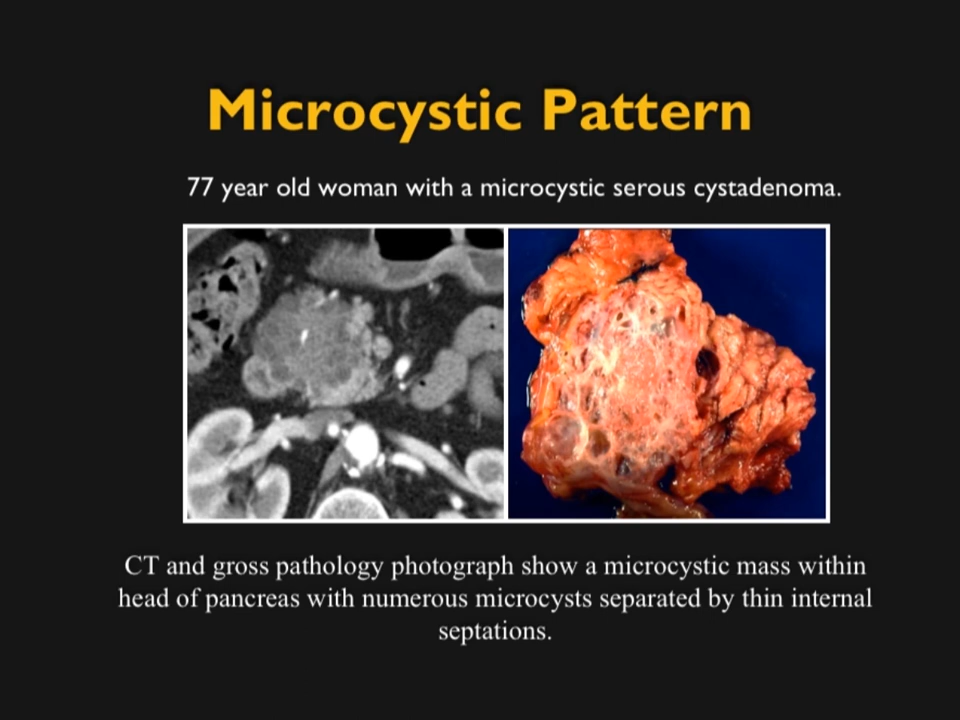 Microcystic Pattern
77 year old woman with a microcystic serous cystadenoma.
CT and gross pathology photograph show a microcystic mass within
head of pancreas with numerous microcysts separated by thin internal
septations.